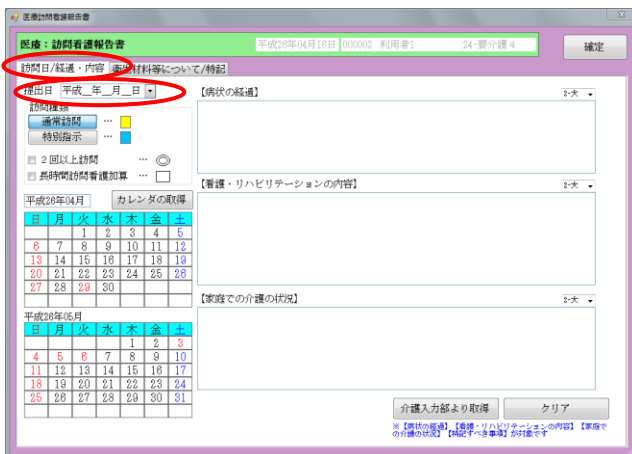 医療訪問看護報告書
医療：訪問看護報告書
平成26年04月16日 000002 利用者1 24-要介護4
確定
訪問日/経過・内容 衛生材料等について/特記
提出日 平成__年__月__日
訪問種類
通常訪問 …
特別指示 …
2回以上訪問 … ◎
長時間訪問看護加算 … □
平成26年04月 カレンダの取得
日 月 火 水 木 金 土
1 2 3 4 5
6 7 8 9 10 11 12
13 14 15 16 17 18 19
20 21 22 23 24 25 26
27 28 29 30
平成26年05月
日 月 火 水 木 金 土
1 2 3
4 5 6 7 8 9 10
11 12 13 14 15 16 17
18 19 20 21 22 23 24
25 26 27 28 29 30 31
【病状の経過】 2-大
【看護・リハビリテーションの内容】 2-大
【家庭での介護の状況】 2-大
介護入力部より取得 クリア
※【病状の経過】【看護・リハビリテーションの内容】【家庭で
の介護の状況】【特記すべき事項】が対象です